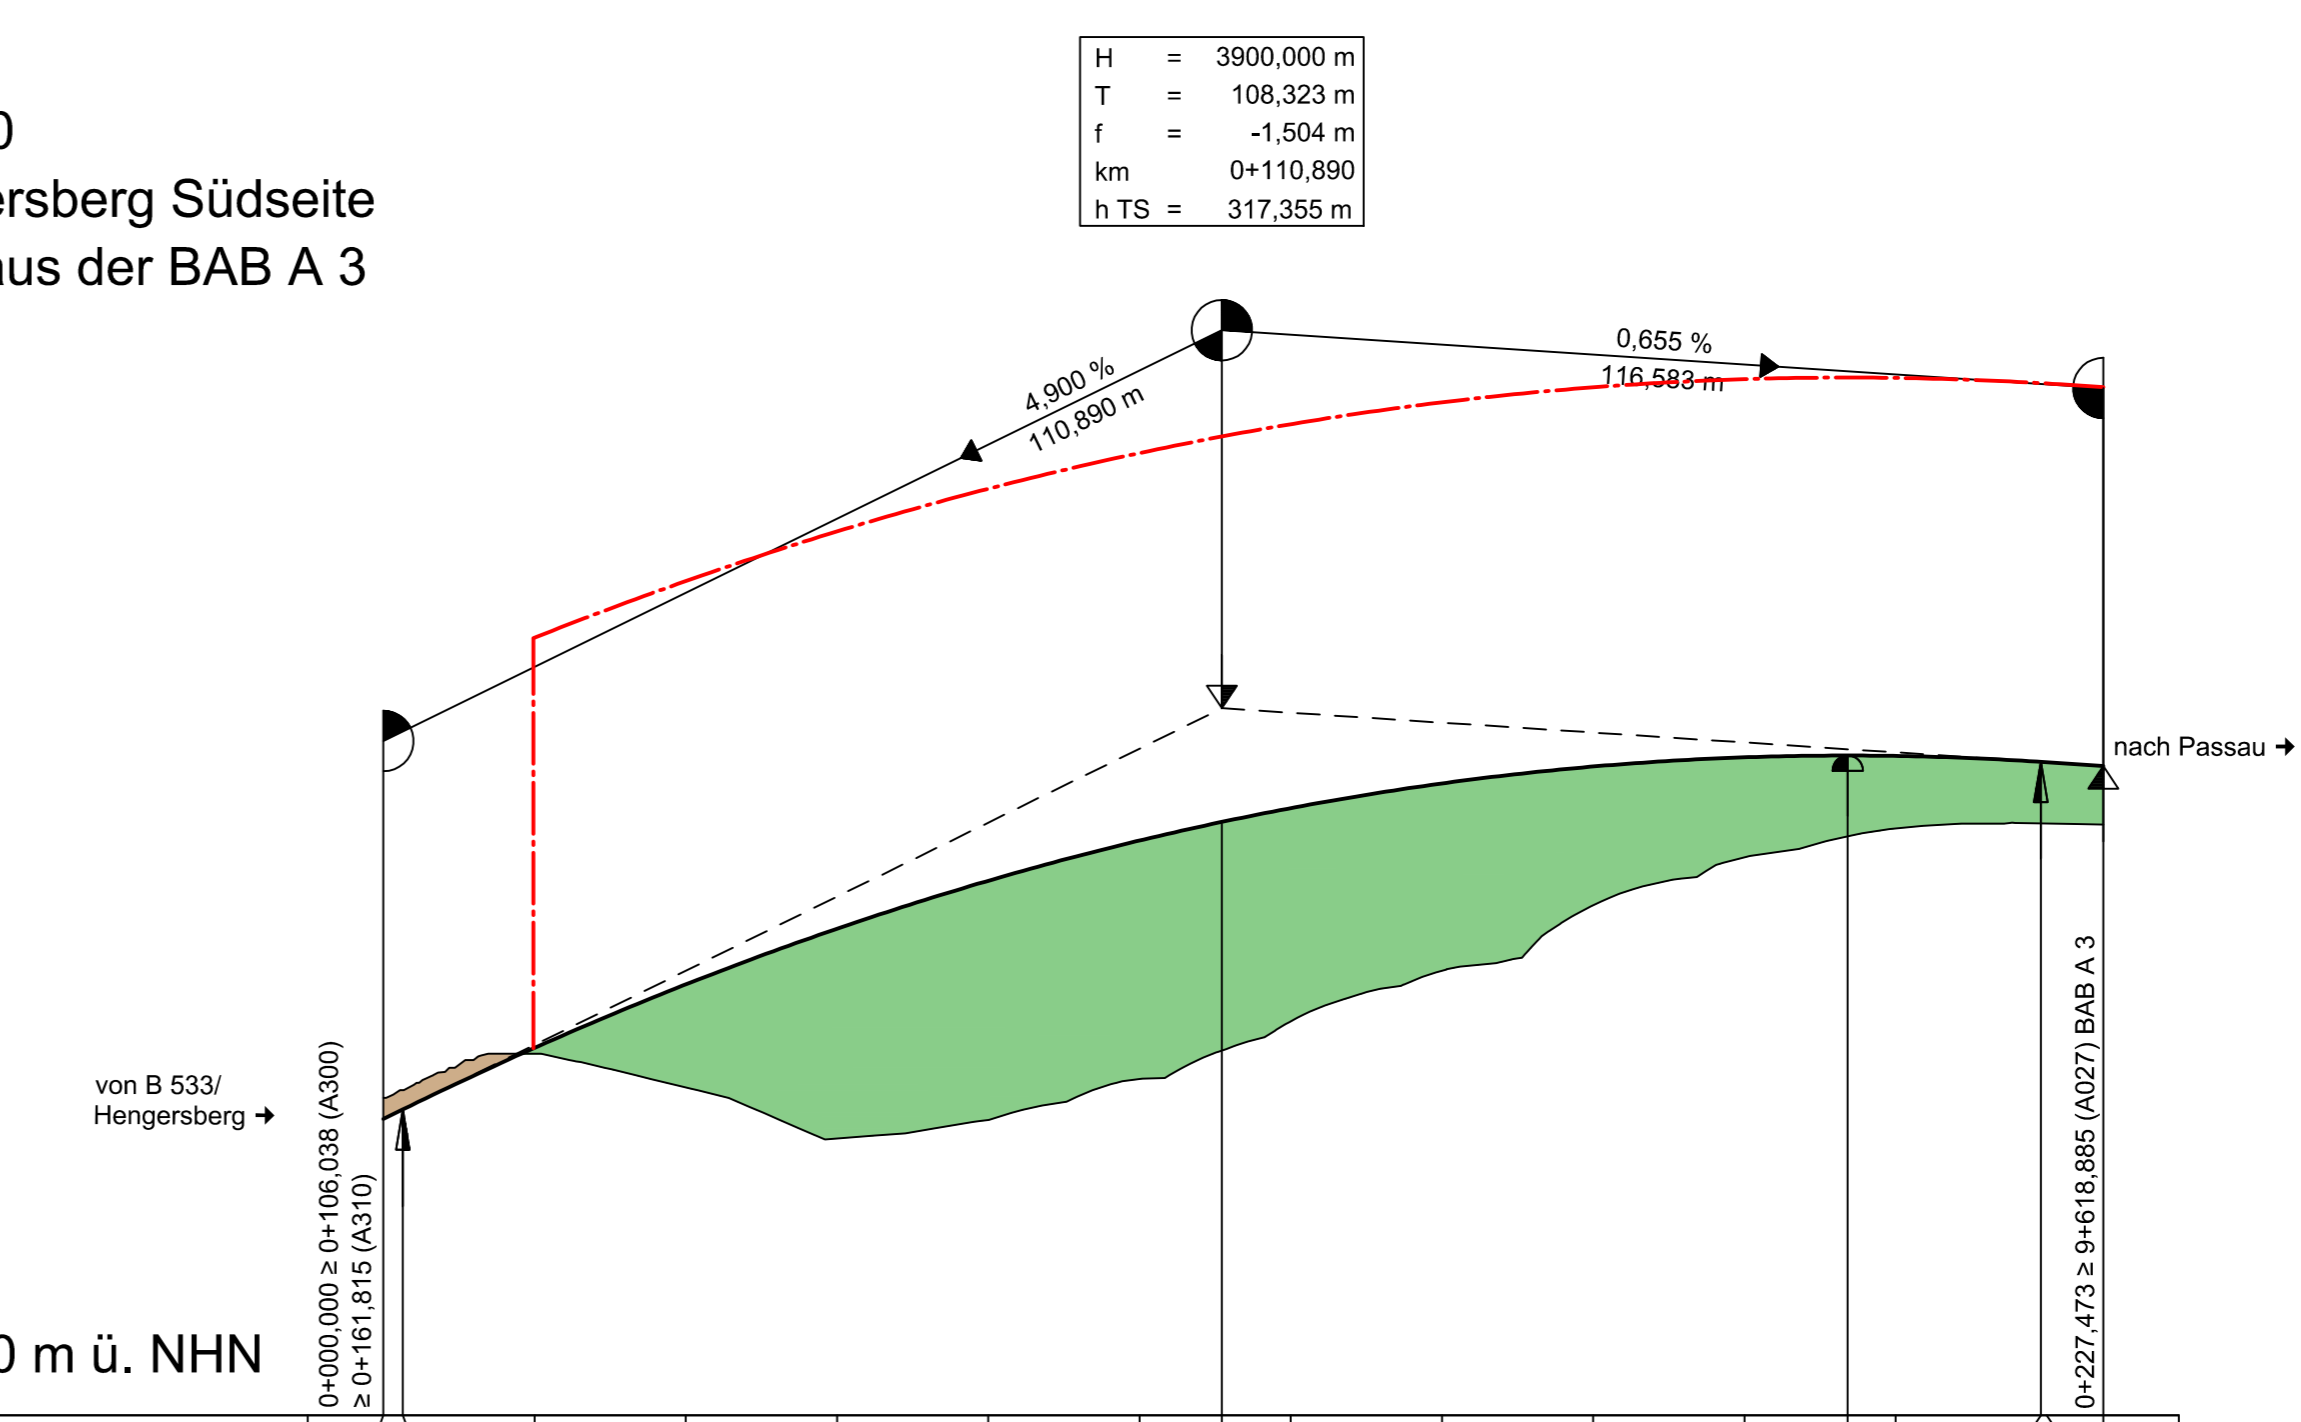 H = 3900,000 m
T = 108,323 m
f = -1,504 m
km 0+110,890
h TS = 317,355 m
0
ersberg Südseite
aus der BAB A 3
4,900 %
110,890 m
0,655 %
116,583 m
nach Passau →
von B 533/
Hengersberg →
0+000,000 ≥ 0+106,038 (A300)
≥ 0+161,815 (A310)
0+227,473 ≥ 9+618,885 (A027) BAB A 3
0 m ü. NHN